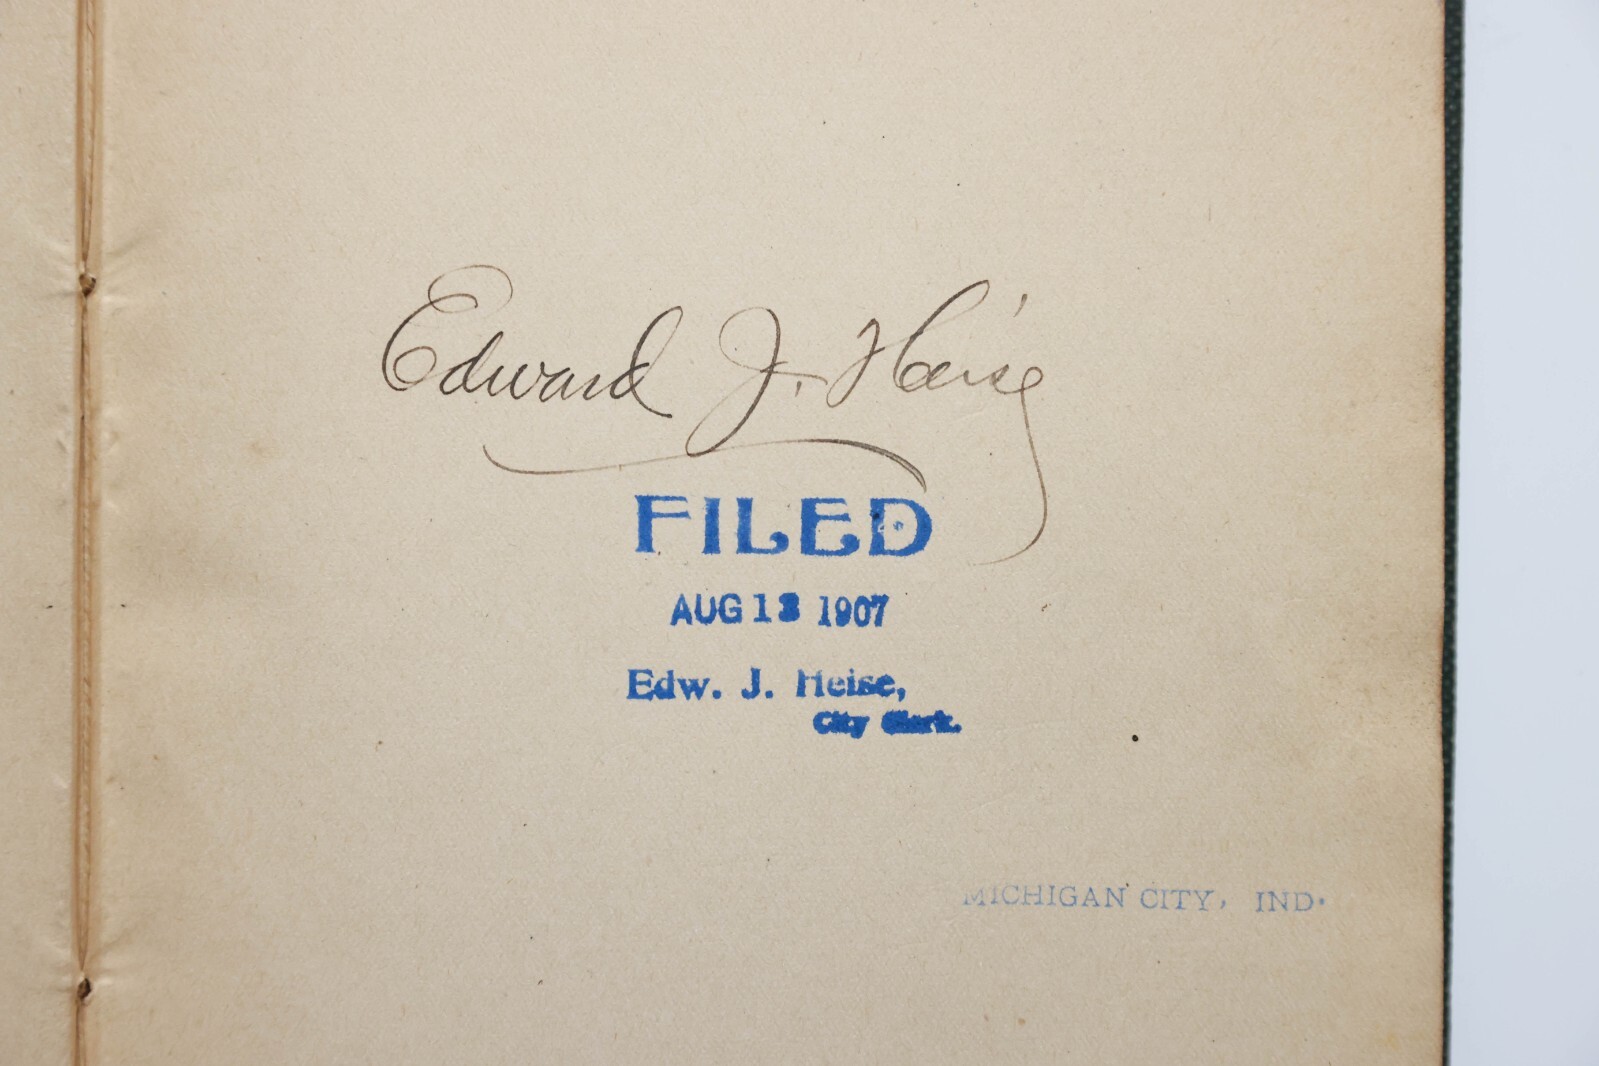 Edward J. Heise
FILED
AUG 13 1907
Edw. J. Heise,
City Clerk.
MICHIGAN CITY, IND.